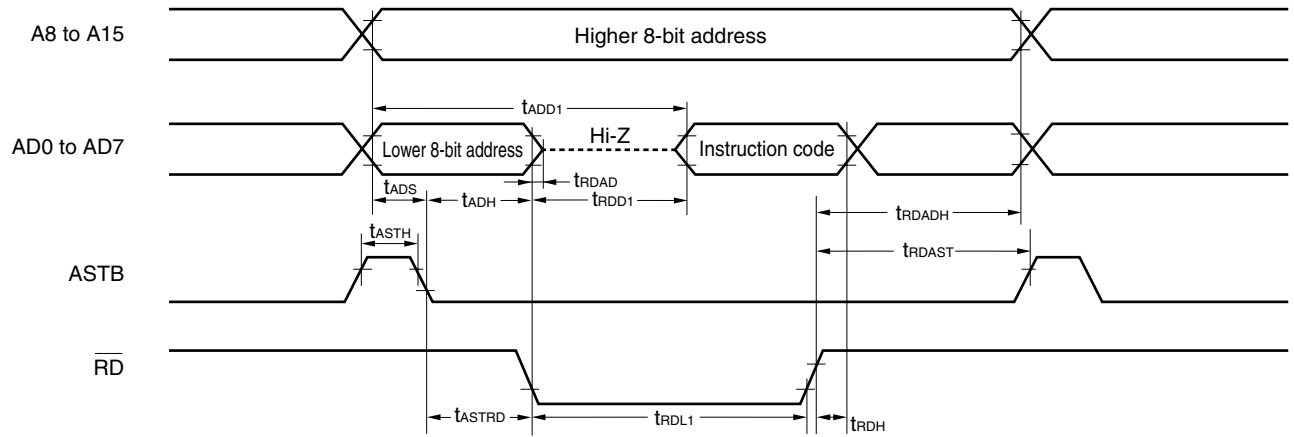 A8 to A15
Higher 8-bit address
tADD1
AD0 to AD7
Lower 8-bit address
Hi-Z
Instruction code
tADS
tADH
tRDAD
tRDD1
tRDADH
tASTH
tRDAST
ASTB
RD
tASTRD
tRDL1
tRDH